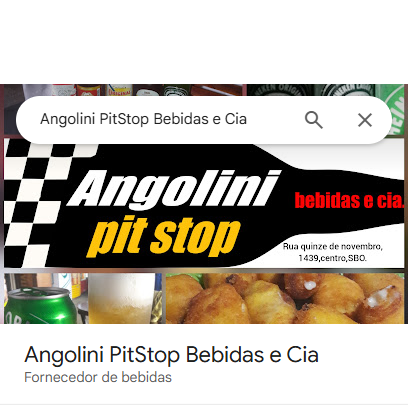 ORIGINAL
Angolini PitStop Bebidas e Cia
Angolini
pit stop
bebidas e cia.
Rua quinze de novembro,
1439,centro,SBO.
Angolini PitStop Bebidas e Cia
Fornecedor de bebidas